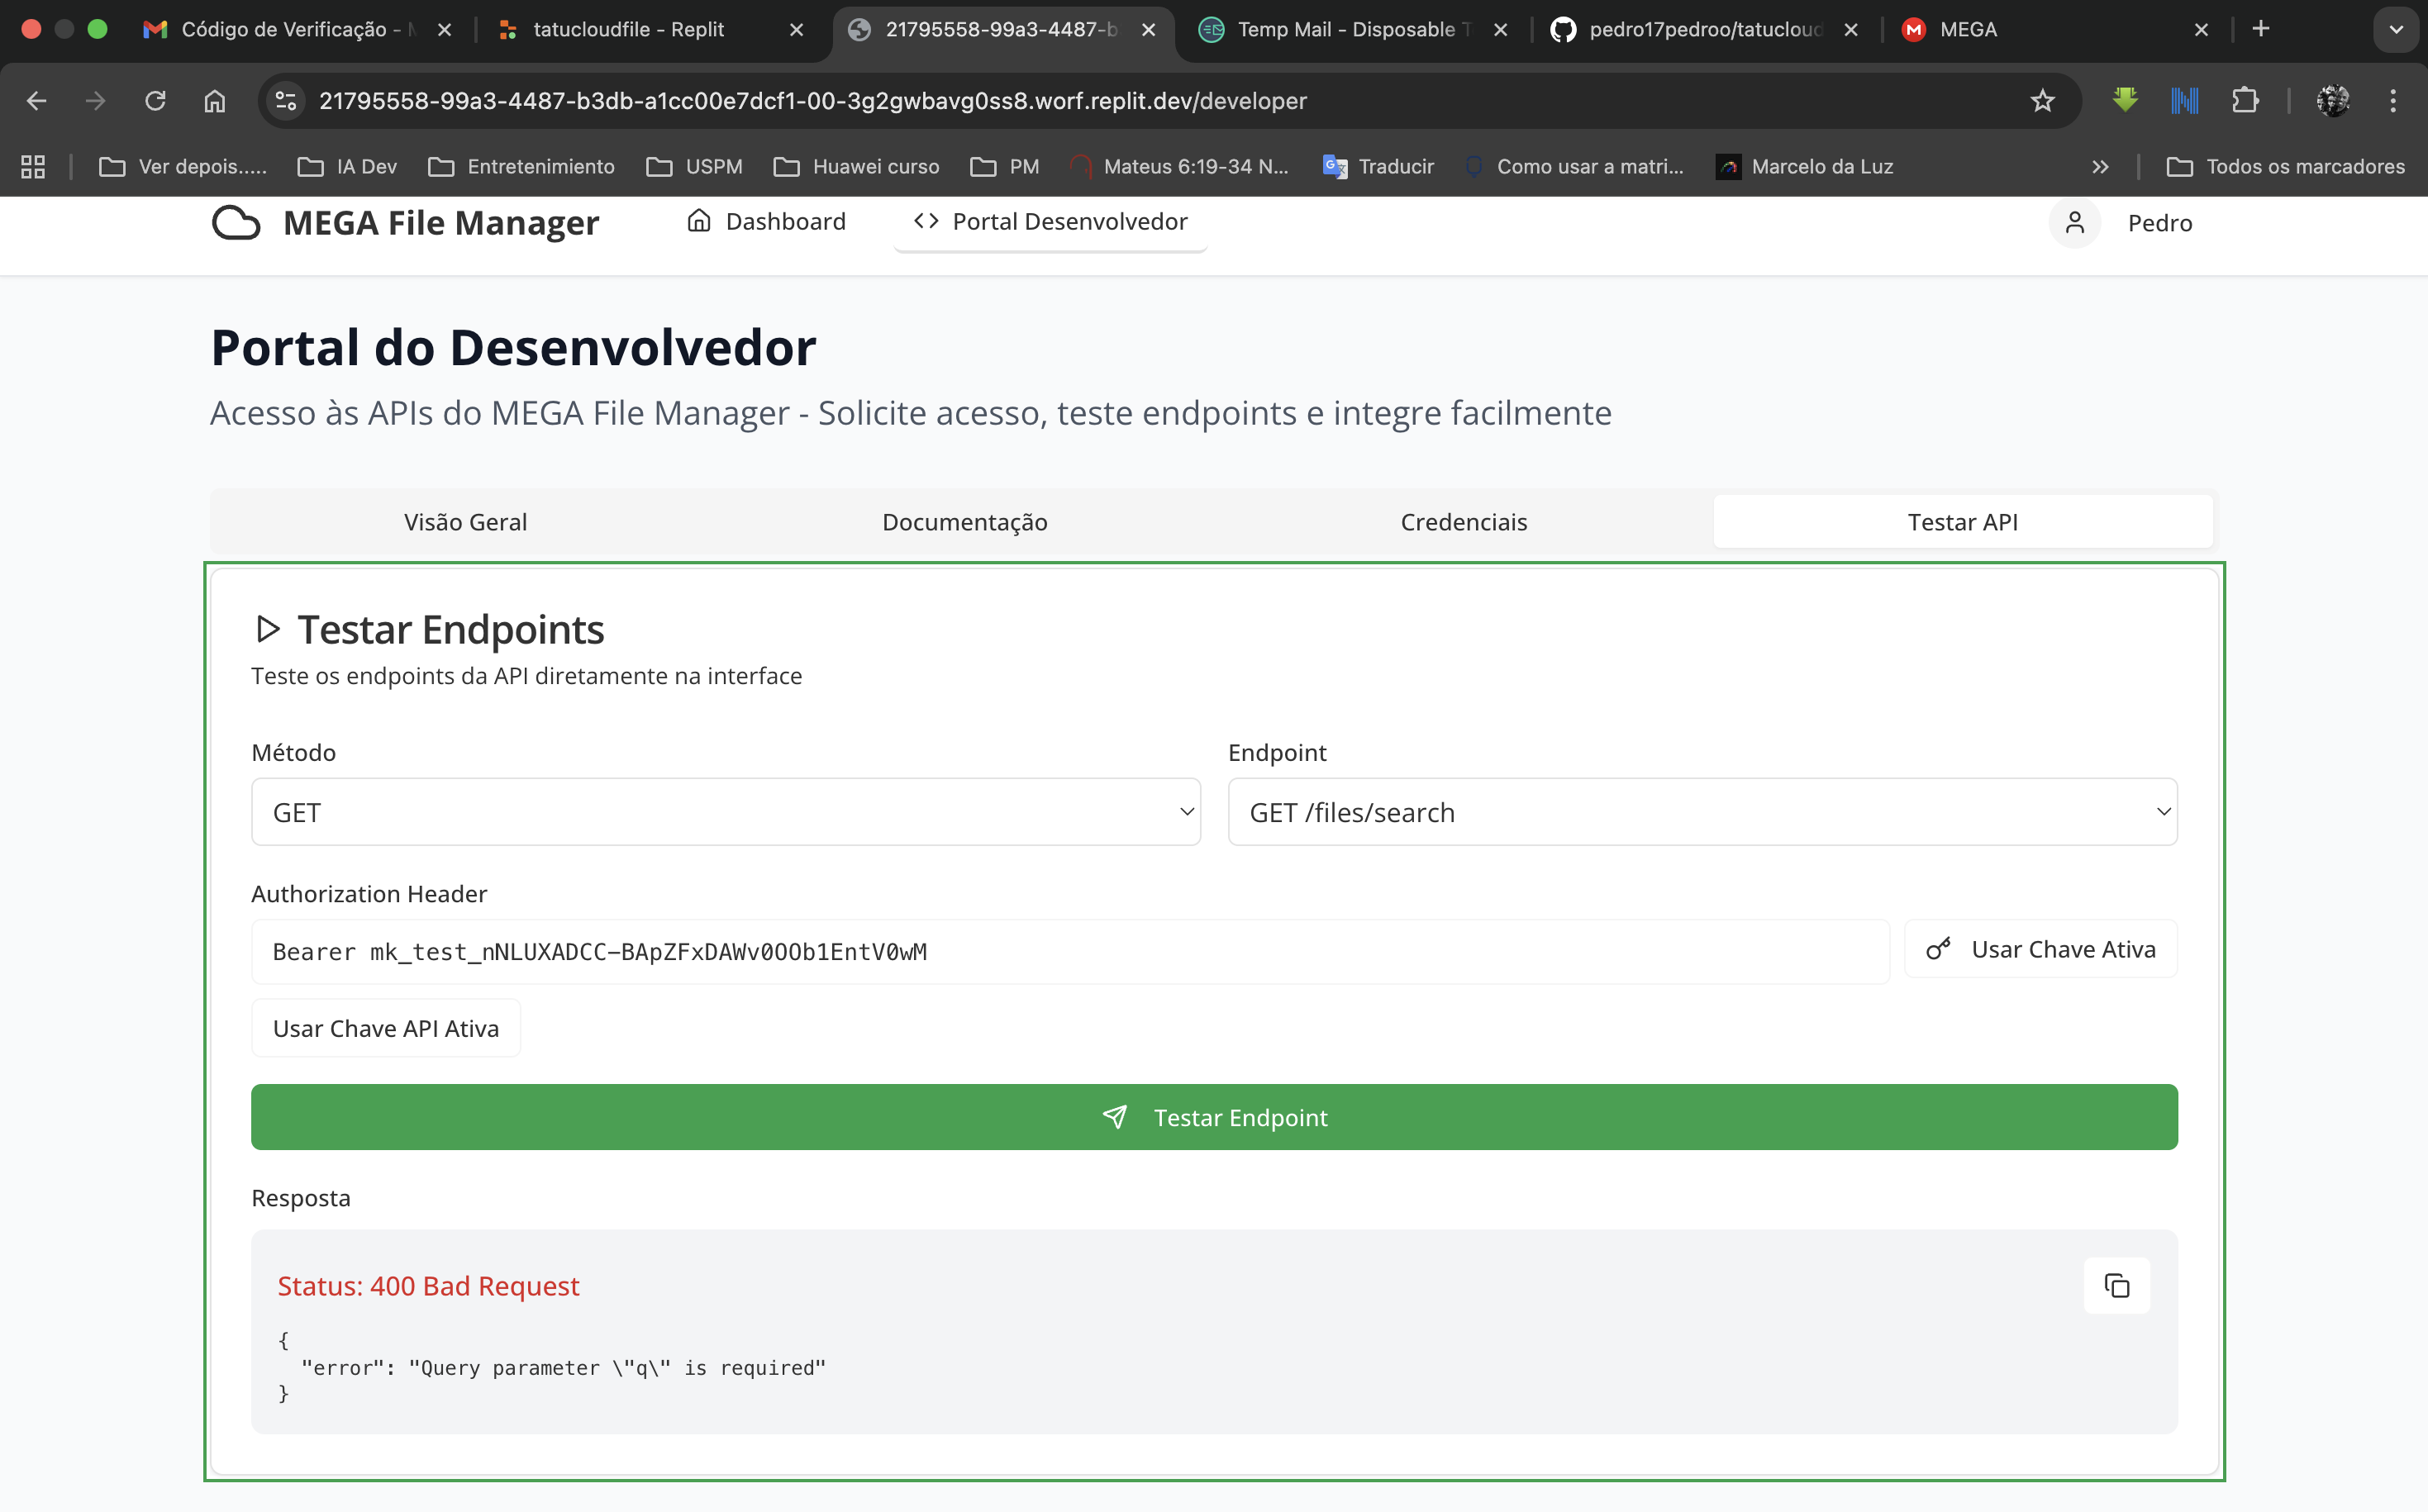 Código de Verificação -
tatucloudfile - Replit
21795558-99a3-4487-b
Temp Mail - Disposable
pedro17pedroo/tatucloud
MEGA
21795558-99a3-4487-b3db-a1cc00e7dcf1-00-3g2gwbavg0ss8.worf.replit.dev/developer
Ver depois.....
IA Dev
Entretenimiento
USPM
Huawei curso
PM
Mateus 6:19-34 N...
Traducir
Como usar a matri...
Marcelo da Luz
Todos os marcadores
MEGA File Manager
Dashboard
Portal Desenvolvedor
Pedro
Portal do Desenvolvedor
Acesso às APIs do MEGA File Manager - Solicite acesso, teste endpoints e integre facilmente
Visão Geral
Documentação
Credenciais
Testar API
Testar Endpoints
Teste os endpoints da API diretamente na interface
Método
Endpoint
GET
GET /files/search
Authorization Header
Bearer mk_test_nNLUXADCC-BApZFxDAWv0OOb1EntV0wM
Usar Chave Ativa
Usar Chave API Ativa
Testar Endpoint
Resposta
Status: 400 Bad Request
{
"error": "Query parameter \"q\" is required"
}